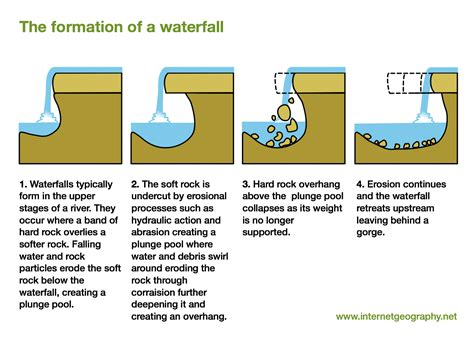 The formation of a waterfall
1. Waterfalls typically
form in the upper
stages of a river. They
occur where a band of
hard rock overlies a
softer rock. Falling
water and rock
particles erode the soft
rock below the
waterfall, creating a
plunge pool.
2. The soft rock is
undercut by erosional
processes such as
hydraulic action and
abrasion creating a
plunge pool where
water and debris swirl
around eroding the
rock through
corraision further
deepening it and
creating an overhang.
3. Hard rock overhang
above the plunge pool
collapses as its weight
is no longer
supported.
4. Erosion continues
and the waterfall
retreats upstream
leaving behind a
gorge.
www.internetgeography.net